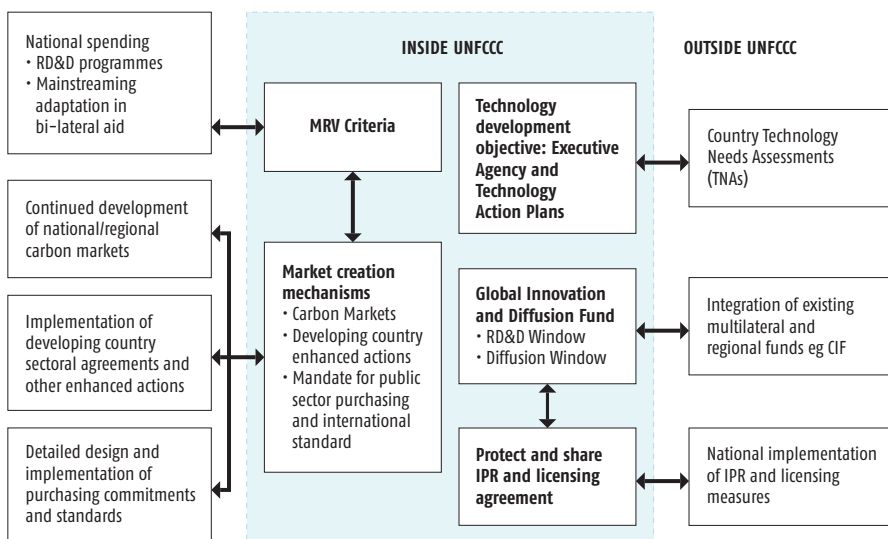 INSIDE UNFCCC
OUTSIDE UNFCCC
National spending
• RD&D programmes
• Mainstreaming
adaptation in
bi-lateral aid
Continued development
of national/regional
carbon markets
Implementation of
developing country
sectoral agreements and
other enhanced actions
Detailed design and
implementation of
purchasing commitments
and standards
MRV Criteria
Market creation
mechanisms
• Carbon Markets
• Developing country
enhanced actions
• Mandate for public
sector purchasing
and international
standard
Technology
development
objective: Executive
Agency and
Technology
Action Plans
Global Innovation
and Diffusion Fund
• RD&D Window
• Diffusion Window
Protect and share
IPR and licensing
agreement
Country Technology
Needs Assessments
(TNAs)
Integration of existing
multilateral and
regional funds eg CIF
National implementation
of IPR and licensing
measures